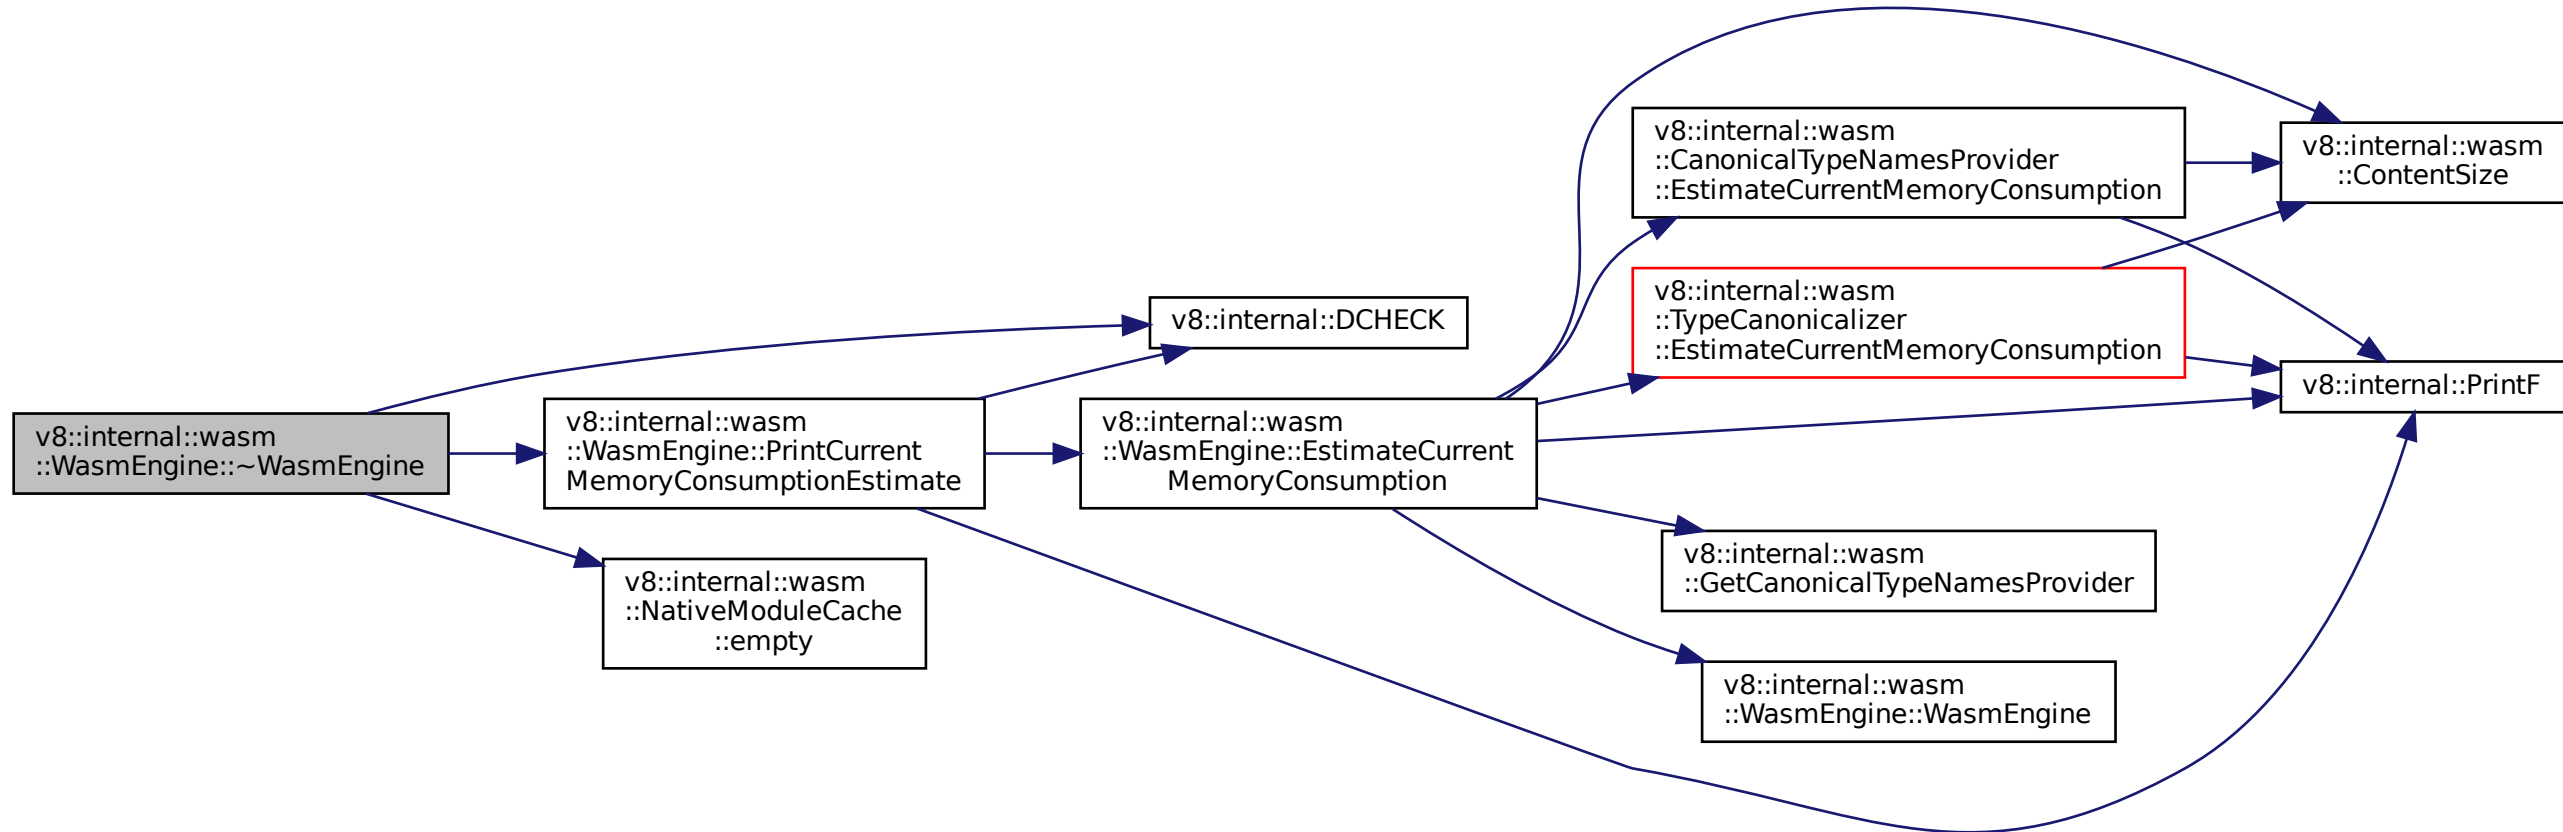 v8::internal::wasm
::WasmEngine::~WasmEngine
v8::internal::wasm
::WasmEngine::PrintCurrent
MemoryConsumptionEstimate
v8::internal::wasm
::NativeModuleCache
::empty
v8::internal::DCHECK
v8::internal::wasm
::WasmEngine::EstimateCurrent
MemoryConsumption
v8::internal::wasm
::CanonicalTypeNamesProvider
::EstimateCurrentMemoryConsumption
v8::internal::wasm
::TypeCanonicalizer
::EstimateCurrentMemoryConsumption
v8::internal::wasm
::GetCanonicalTypeNamesProvider
v8::internal::wasm
::WasmEngine::WasmEngine
v8::internal::wasm
::ContentSize
v8::internal::PrintF